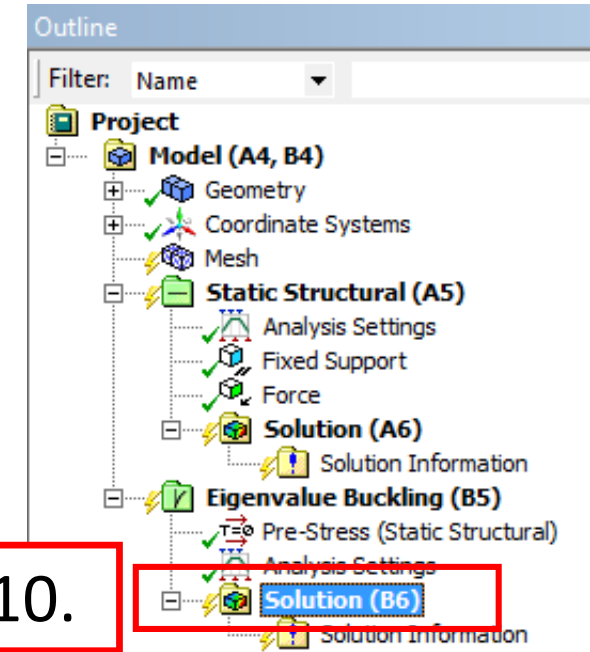 Outline
Filter: Name
Project
Model (A4, B4)
Geometry
Coordinate Systems
Mesh
Static Structural (A5)
Analysis Settings
Fixed Support
Force
Solution (A6)
Solution Information
Eigenvalue Buckling (B5)
T=0 Pre-Stress (Static Structural)
Analysis Settings
10. Solution (B6)
Solution Information